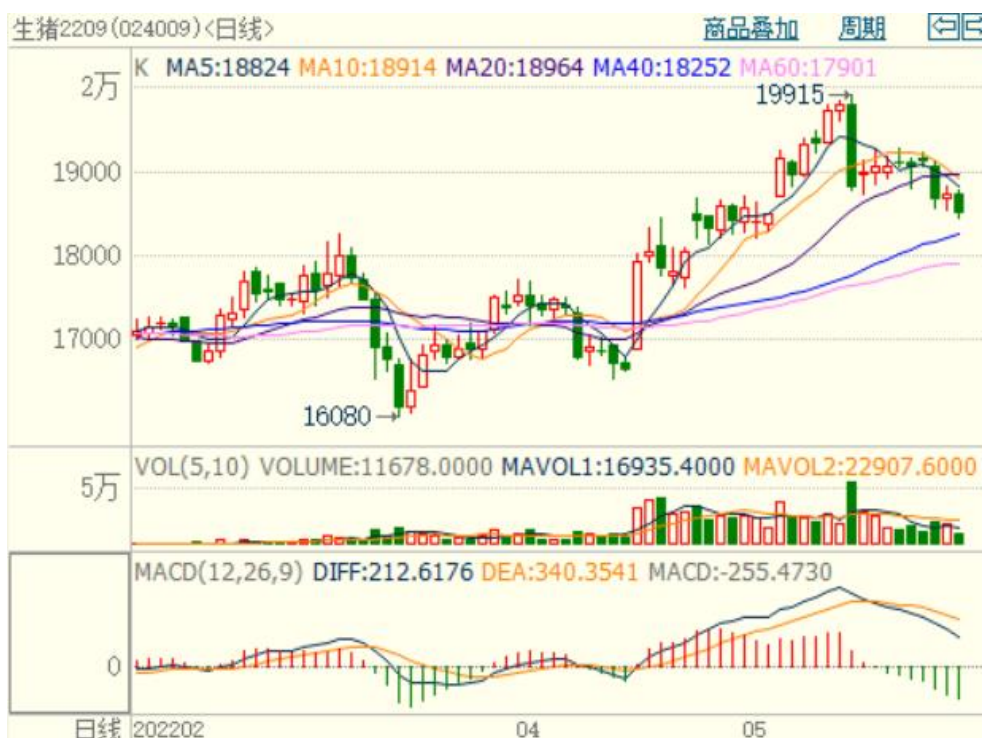 生猪2209(024009)<日线> 商品叠加 周期
K MA5:18824 MA10:18914 MA20:18964 MA40:18252 MA60:17901
2万
19915
19000
18000
17000
16080
VOL(5,10) VOLUME:11678.0000 MAVOL1:16935.4000 MAVOL2:22907.6000
5万
MACD(12,26,9) DIFF:212.6176 DEA:340.3541 MACD:-255.4730
0
日线 202202 04 05